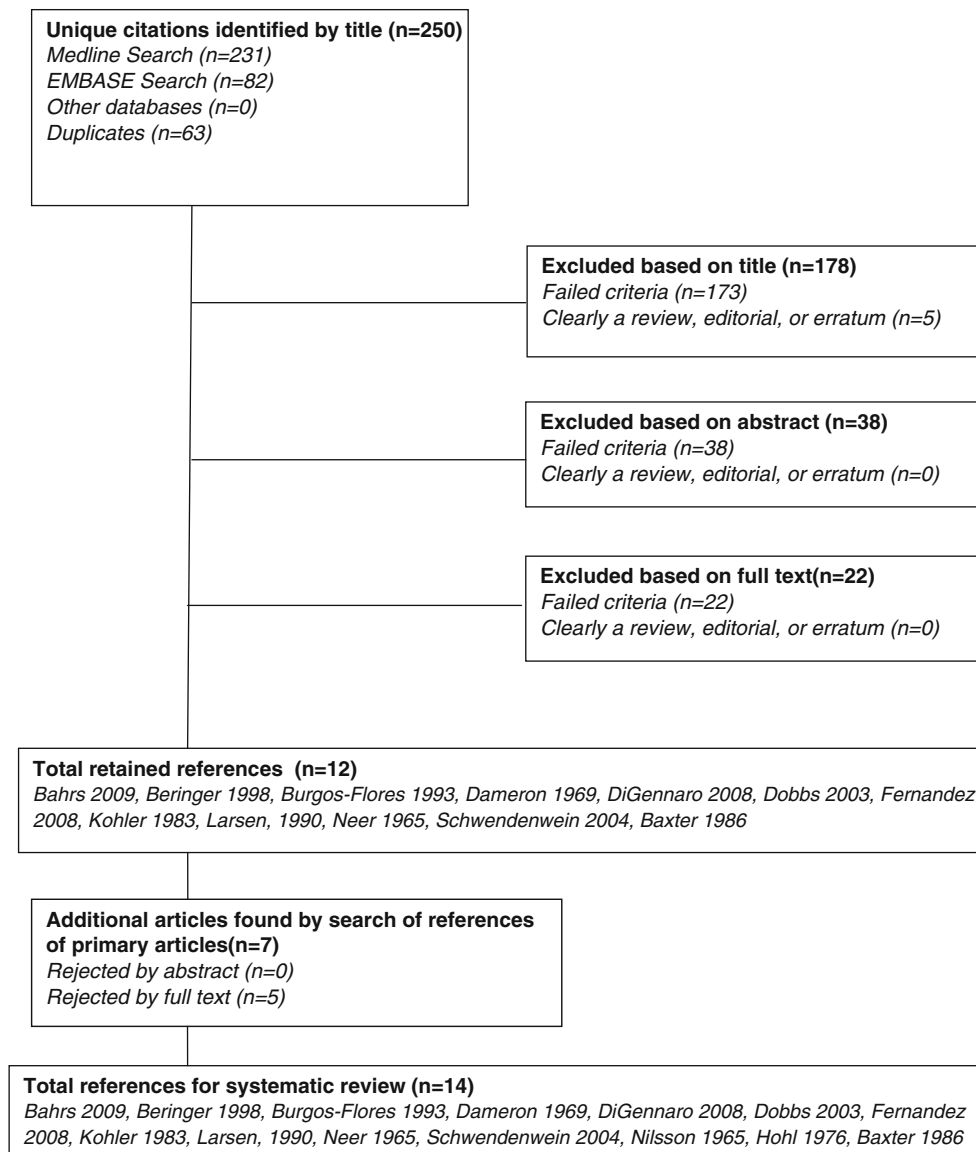 Unique citations identified by title (n=250)
Medline Search (n=231)
EMBASE Search (n=82)
Other databases (n=0)
Duplicates (n=63)
Excluded based on title (n=178)
Failed criteria (n=173)
Clearly a review, editorial, or erratum (n=5)
Excluded based on abstract (n=38)
Failed criteria (n=38)
Clearly a review, editorial, or erratum (n=0)
Excluded based on full text(n=22)
Failed criteria (n=22)
Clearly a review, editorial, or erratum (n=0)
Total retained references (n=12)
Bahrs 2009, Beringer 1998, Burgos-Flores 1993, Dameron 1969, DiGennaro 2008, Dobbs 2003, Fernandez
2008, Kohler 1983, Larsen, 1990, Neer 1965, Schwendenwein 2004, Baxter 1986
Additional articles found by search of references
of primary articles(n=7)
Rejected by abstract (n=0)
Rejected by full text (n=5)
Total references for systematic review (n=14)
Bahrs 2009, Beringer 1998, Burgos-Flores 1993, Dameron 1969, DiGennaro 2008, Dobbs 2003, Fernandez
2008, Kohler 1983, Larsen, 1990, Neer 1965, Schwendenwein 2004, Nilsson 1965, Hohl 1976, Baxter 1986